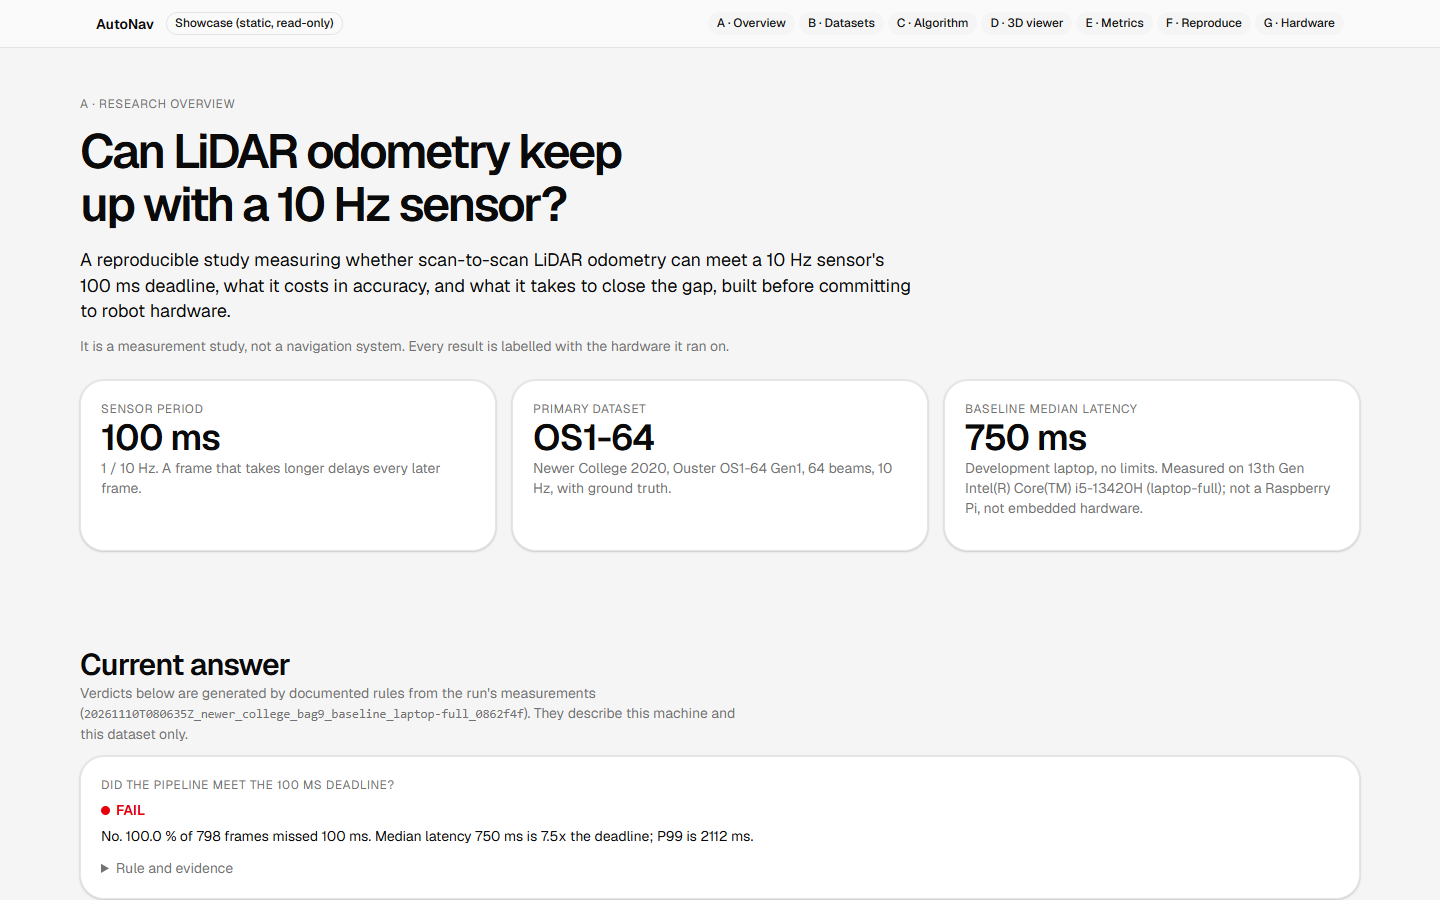 AutoNav Showcase (static, read-only) A · Overview B · Datasets C · Algorithm D · 3D viewer E · Metrics F · Reproduce G · Hardware
A · RESEARCH OVERVIEW
Can LiDAR odometry keep
up with a 10 Hz sensor?
A reproducible study measuring whether scan-to-scan LiDAR odometry can meet a 10 Hz sensor's
100 ms deadline, what it costs in accuracy, and what it takes to close the gap, built before committing
to robot hardware.
It is a measurement study, not a navigation system. Every result is labelled with the hardware it ran on.
SENSOR PERIOD
100 ms
1 / 10 Hz. A frame that takes longer delays every later
frame.
PRIMARY DATASET
OS1-64
Newer College 2020, Ouster OS1-64 Gen1, 64 beams, 10
Hz, with ground truth.
BASELINE MEDIAN LATENCY
750 ms
Development laptop, no limits. Measured on 13th Gen
Intel(R) Core(TM) i5-13420H (laptop-full); not a Raspberry
Pi, not embedded hardware.
Current answer
Verdicts below are generated by documented rules from the run's measurements
(20261110T080635Z_newer_college_bag9_baseline_laptop-full_0862f4f). They describe this machine and
this dataset only.
DID THE PIPELINE MEET THE 100 MS DEADLINE?
FAIL
No. 100.0 % of 798 frames missed 100 ms. Median latency 750 ms is 7.5x the deadline; P99 is 2112 ms.
Rule and evidence